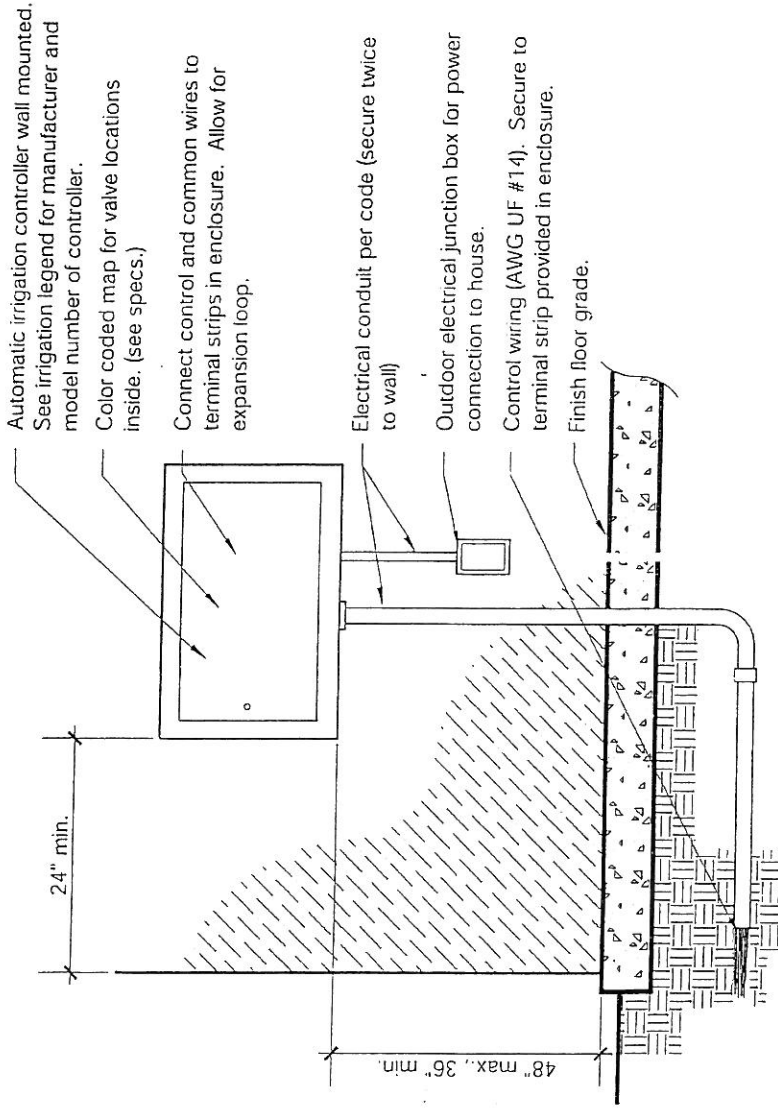 Automatic irrigation controller wall mounted.
See irrigation legend for manufacturer and
model number of controller.
Color coded map for valve locations
inside. (see specs.)
Connect control and common wires to
terminal strips in enclosure. Allow for
expansion loop.
Electrical conduit per code (secure twice
to wall)
Outdoor electrical junction box for power
connection to house.
Control wiring (AWG UF #14). Secure to
terminal strip provided in enclosure.
Finish floor grade.
24" min.
48" max., 36" min.